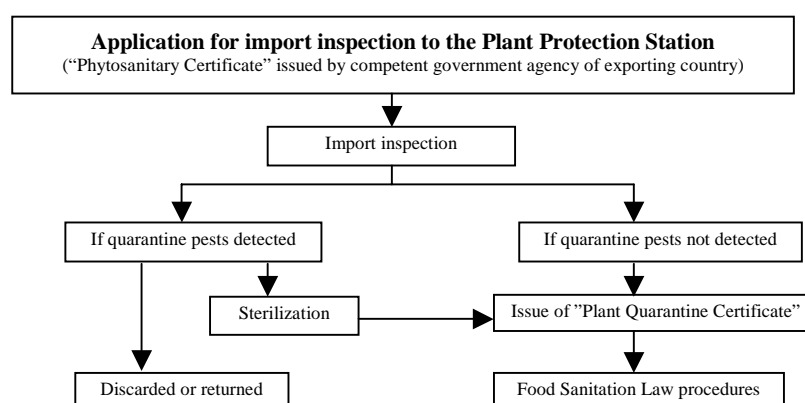 Application for import inspection to the Plant Protection Station
(“Phytosanitary Certificate” issued by competent government agency of exporting country)
Import inspection
If quarantine pests detected
If quarantine pests not detected
Sterilization
Issue of ”Plant Quarantine Certificate”
Discarded or returned
Food Sanitation Law procedures